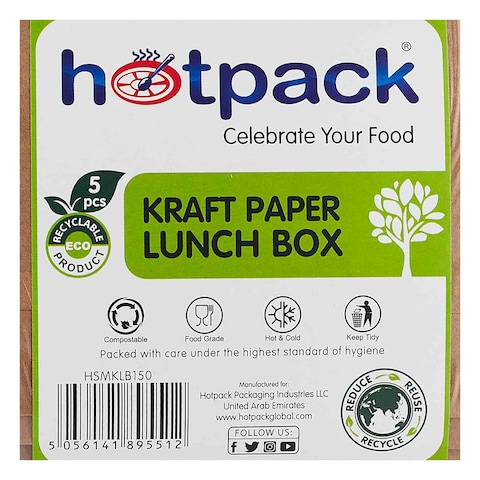 hotpack®
Celebrate Your Food
5
pcs
RECYCLABLE
ECO
PRODUCT
KRAFT PAPER
LUNCH BOX
Compostable
Food Grade
Hot & Cold
Keep Tidy
Packed with care under the highest standard of hygiene
HSMKLB150
5 056141 895512
Manufactured for:
Hotpack Packaging Industries LLC
United Arab Emirates
www.hotpackglobal.com
FOLLOW US:
REDUCE
REUSE
RECYCLE